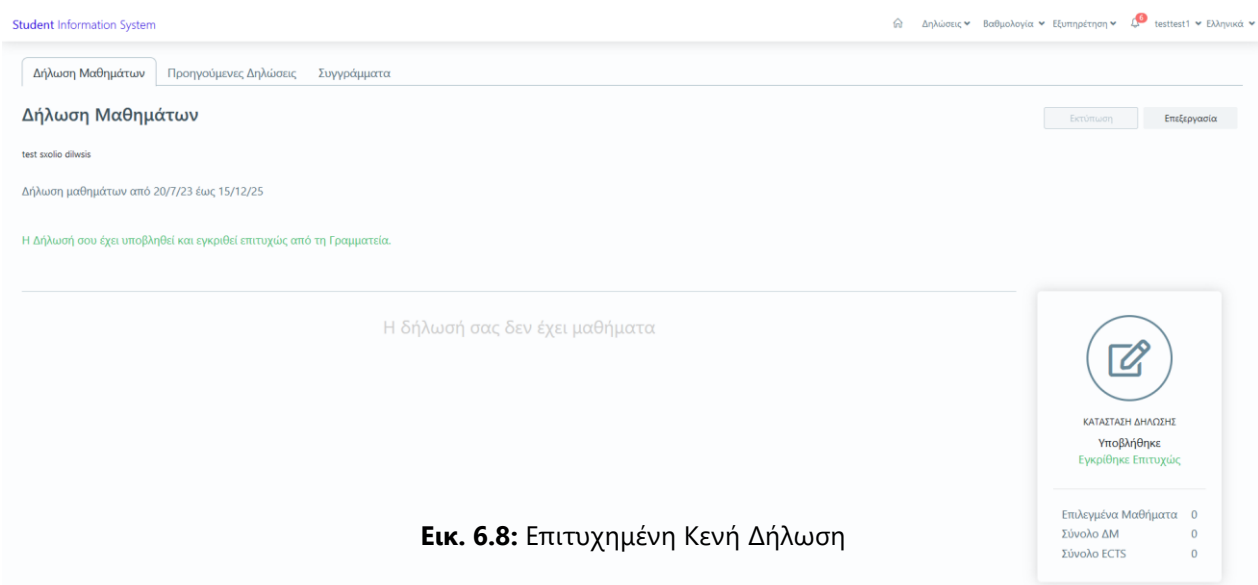 Student Information System
Δηλώσεις Βαθμολογία Εξυπηρέτηση 6 testtest1 Ελληνικά
Δήλωση Μαθημάτων Προηγούμενες Δηλώσεις Συγγράμματα
Δήλωση Μαθημάτων
Εκτύπωση Επεξεργασία
test sxolio dilwsis
Δήλωση μαθημάτων από 20/7/23 έως 15/12/25
Η Δήλωσή σου έχει υποβληθεί και εγκριθεί επιτυχώς από τη Γραμματεία.
Η δήλωσή σας δεν έχει μαθήματα
ΚΑΤΑΣΤΑΣΗ ΔΗΛΩΣΗΣ
Υποβλήθηκε
Εγκρίθηκε Επιτυχώς
Επιλεγμένα Μαθήματα 0
Σύνολο ΔΜ 0
Σύνολο ECTS 0
Εικ. 6.8: Επιτυχημένη Κενή Δήλωση